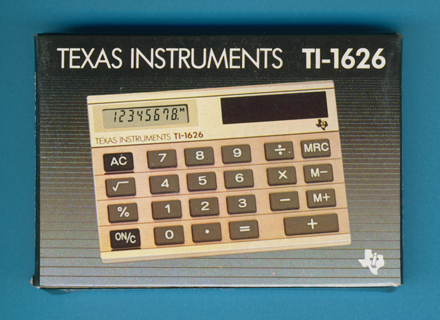 TEXAS INSTRUMENTS TI-1626
12345678.M
TEXAS INSTRUMENTS TI-1626
AC 7 8 9 ÷ MRC
√ 4 5 6 × M−
% 1 2 3 − M+
ON/C 0 • = +